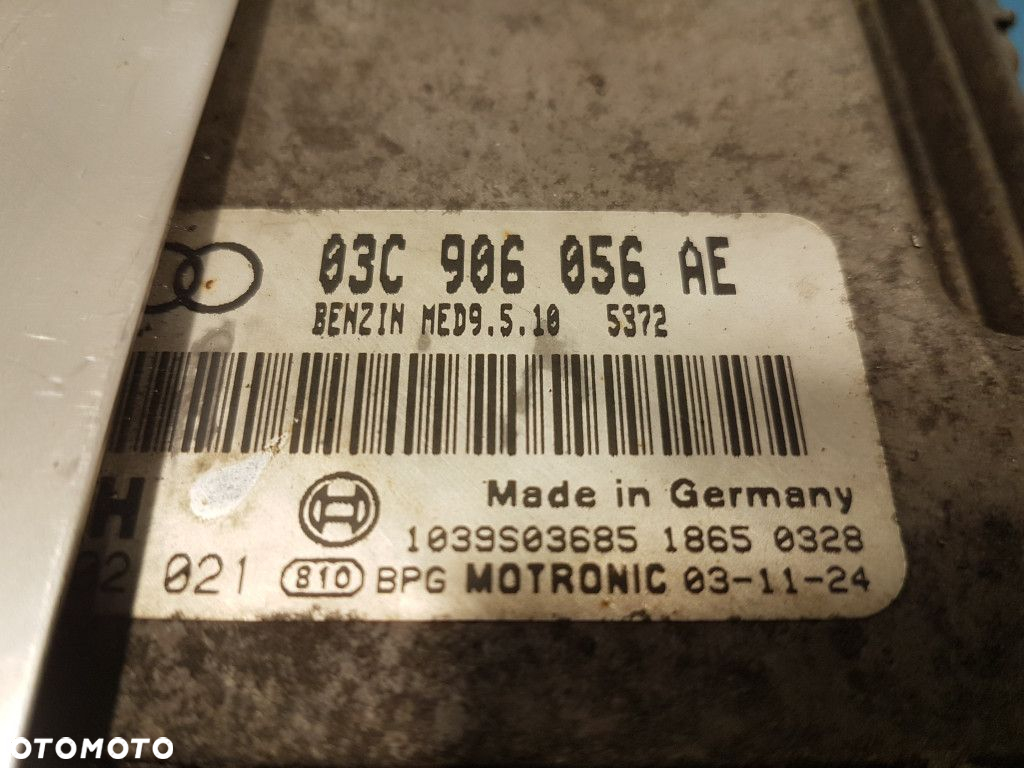 03C 906 056 AE
BENZIN MED9.5.10 5372
H
Made in Germany
1039S03685 1865 0328
02 021 810 BPG MOTRONIC 03-11-24
OTOMOTO